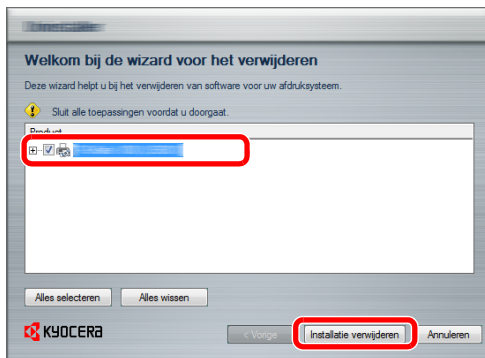 Welkom bij de wizard voor het verwijderen
Deze wizard helpt u bij het verwijderen van software voor uw afdruksysteem.
Sluit alle toepassingen voordat u doorgaat.
Product
Alles selecteren
Alles wissen
KYOCERA
< Vorige
Installatie verwijderen
Annuleren